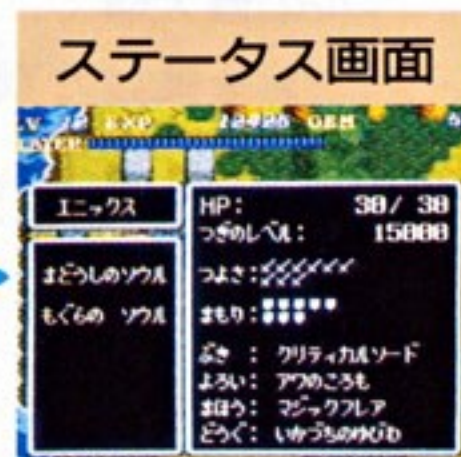 ステータス画面
EXP
GEM
エニックス
まどうしのソウル
もぐらの ソウル
HP: 30/ 30
つぎのレベル: 15000
つよさ:
まもり:
ぶき : クリティカルソード
よろい: アワのころも
まほう: マジックフレア
どうぐ: いかづちのゆびわ